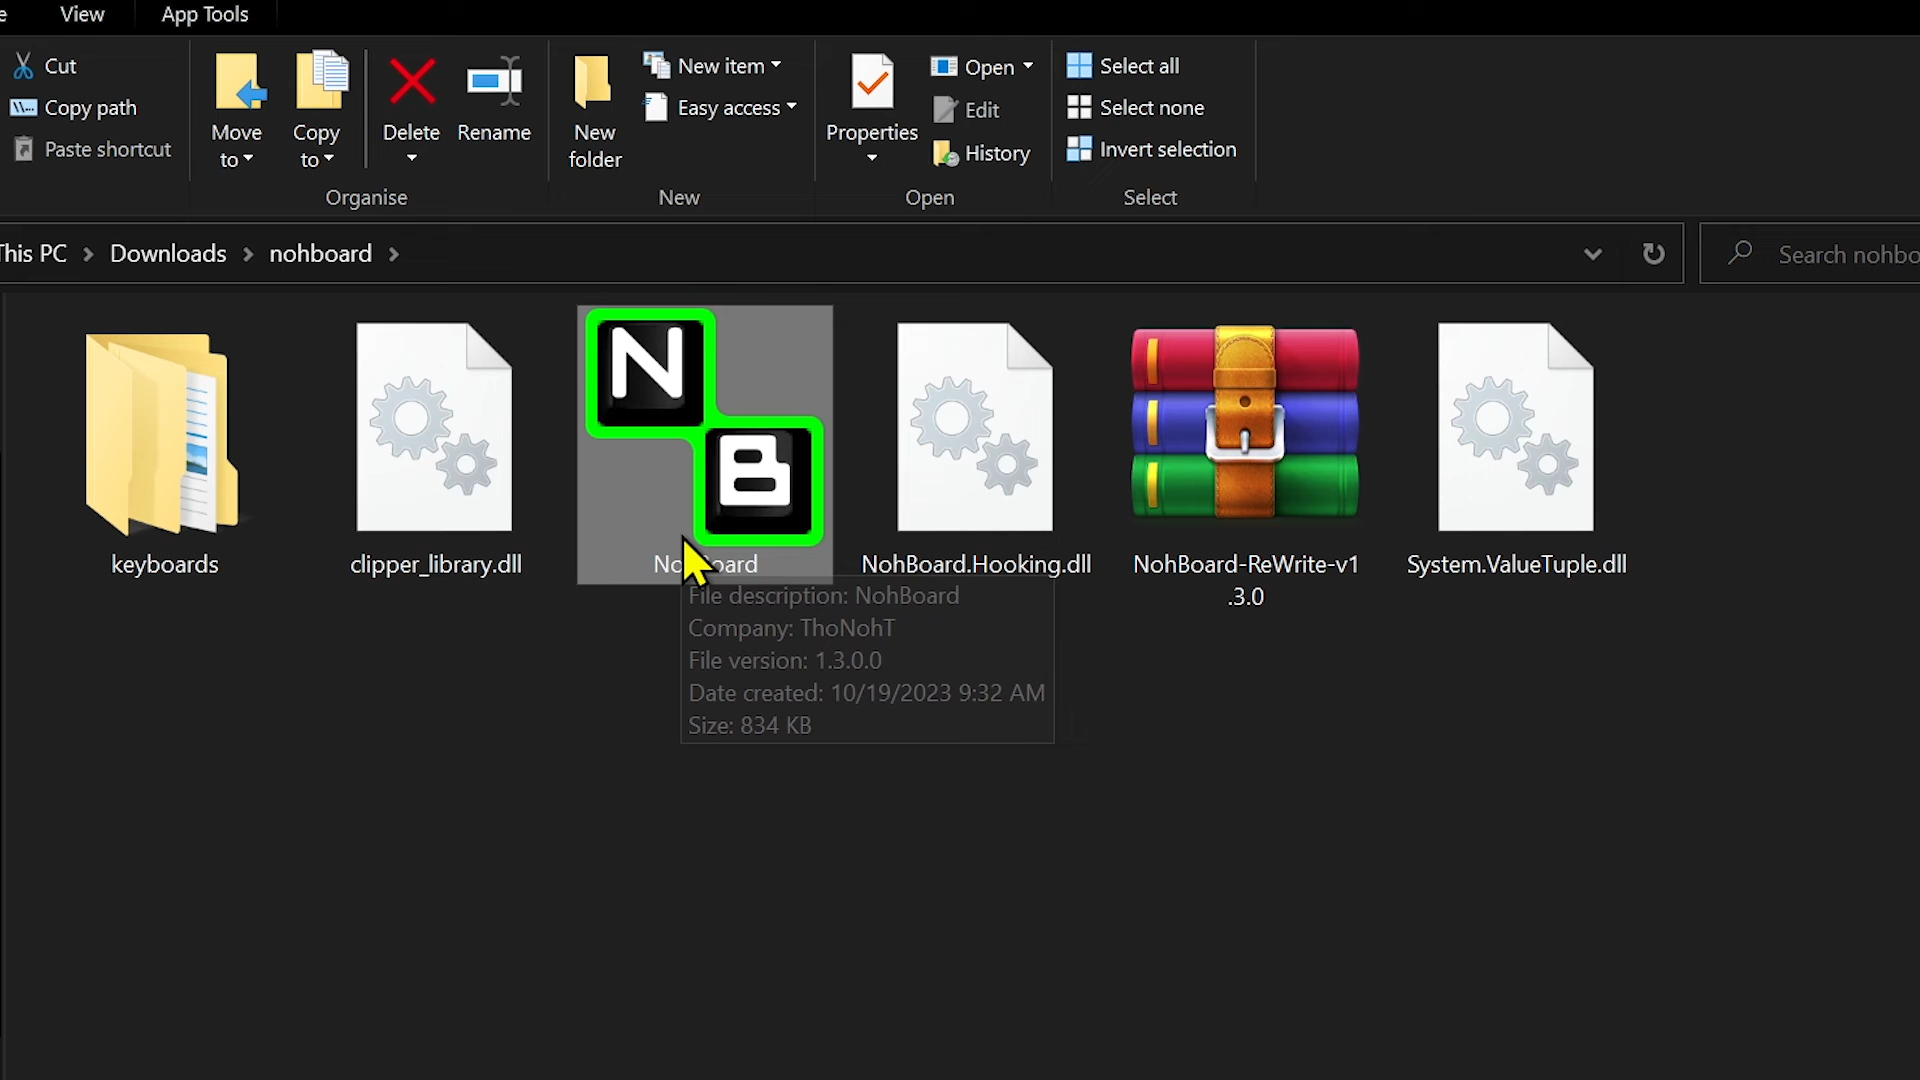 e View App Tools
Cut
Copy path
Paste shortcut
Move to
Copy to
Delete
Rename
Organise
New folder
New item
Easy access
New
Properties
Open
Edit
History
Open
Select all
Select none
Invert selection
Select
This PC > Downloads > nohboard >
Search nohbo
N
B
keyboards
clipper_library.dll
NohBoard
NohBoard.Hooking.dll
NohBoard-ReWrite-v1
.3.0
System.ValueTuple.dll
File description: NohBoard
Company: ThoNohT
File version: 1.3.0.0
Date created: 10/19/2023 9:32 AM
Size: 834 KB